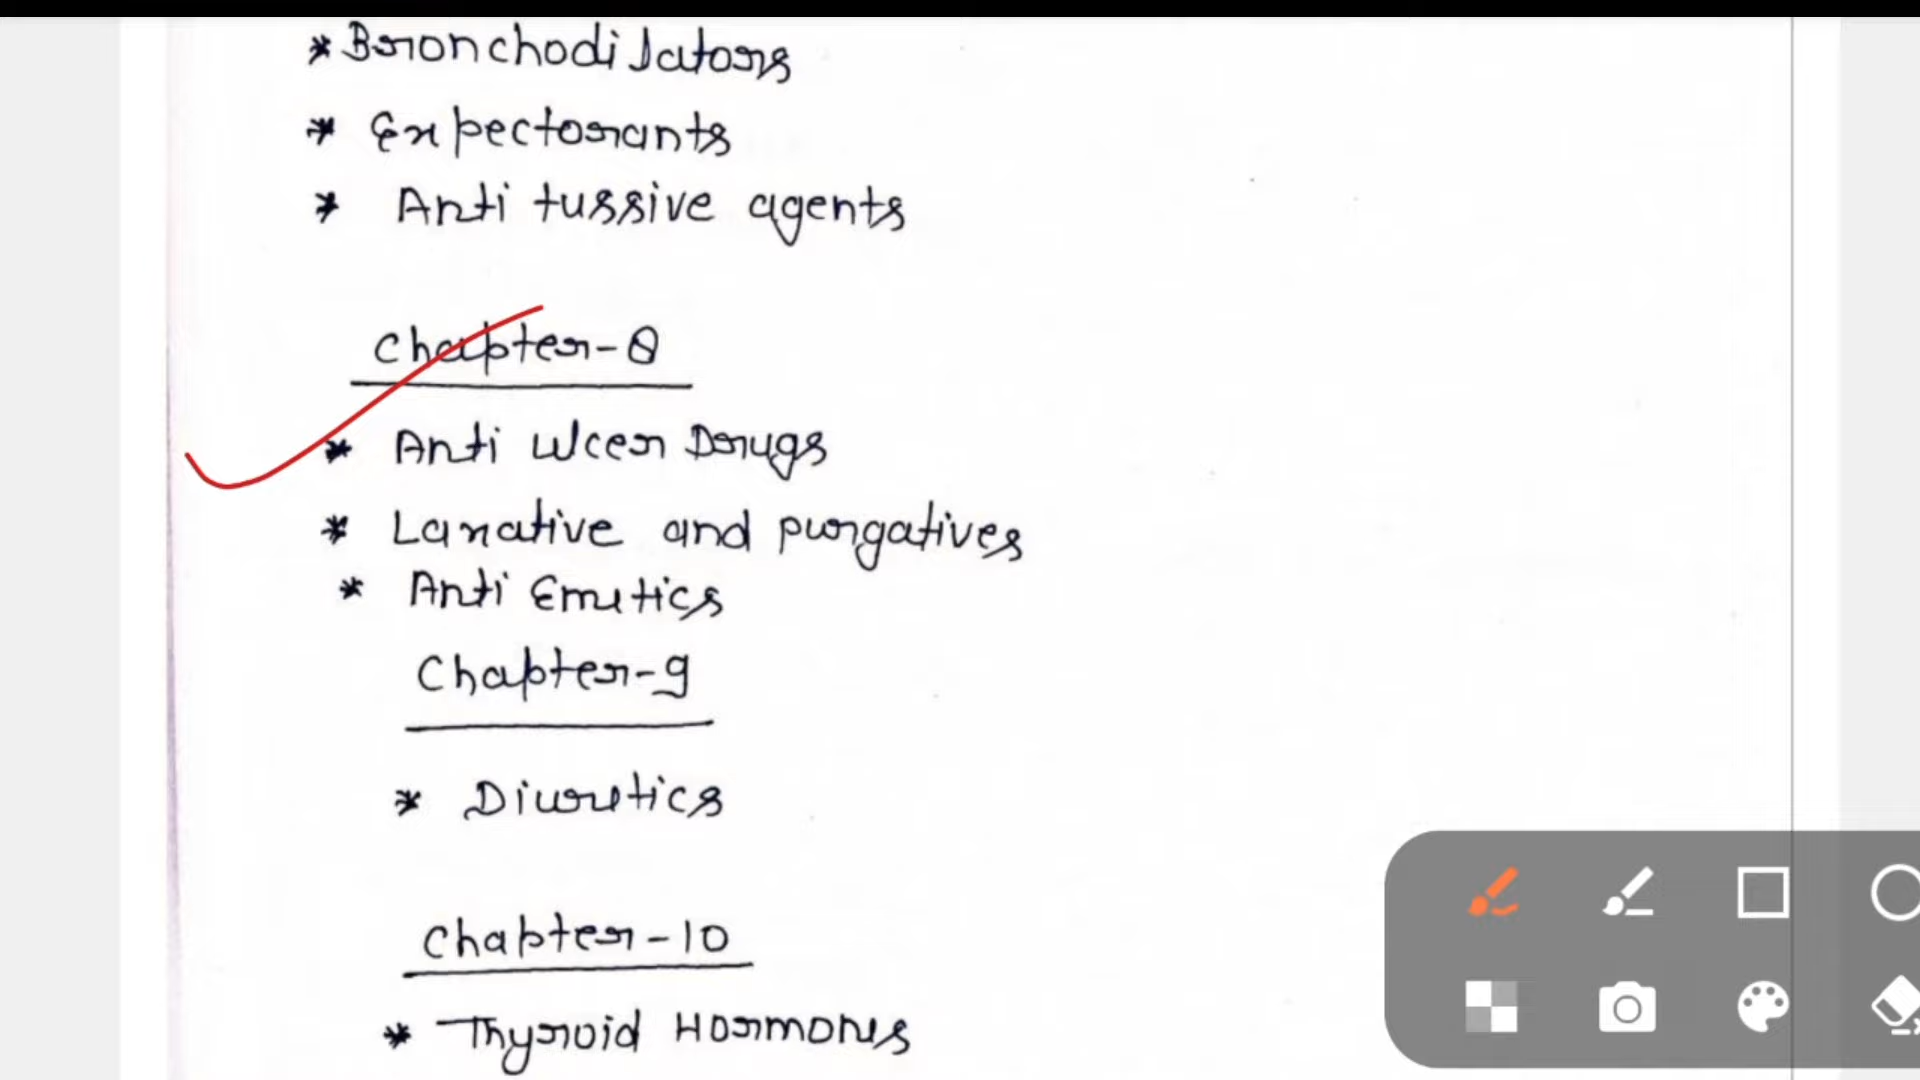 * Bronchodilators
* Expectorants
* Anti tussive agents
Chapter-8
* Anti ulcer Drugs
* Laxative and purgatives
* Anti Emetics
Chapter-9
* Diuretics
Chapter-10
* Thyroid Hormones